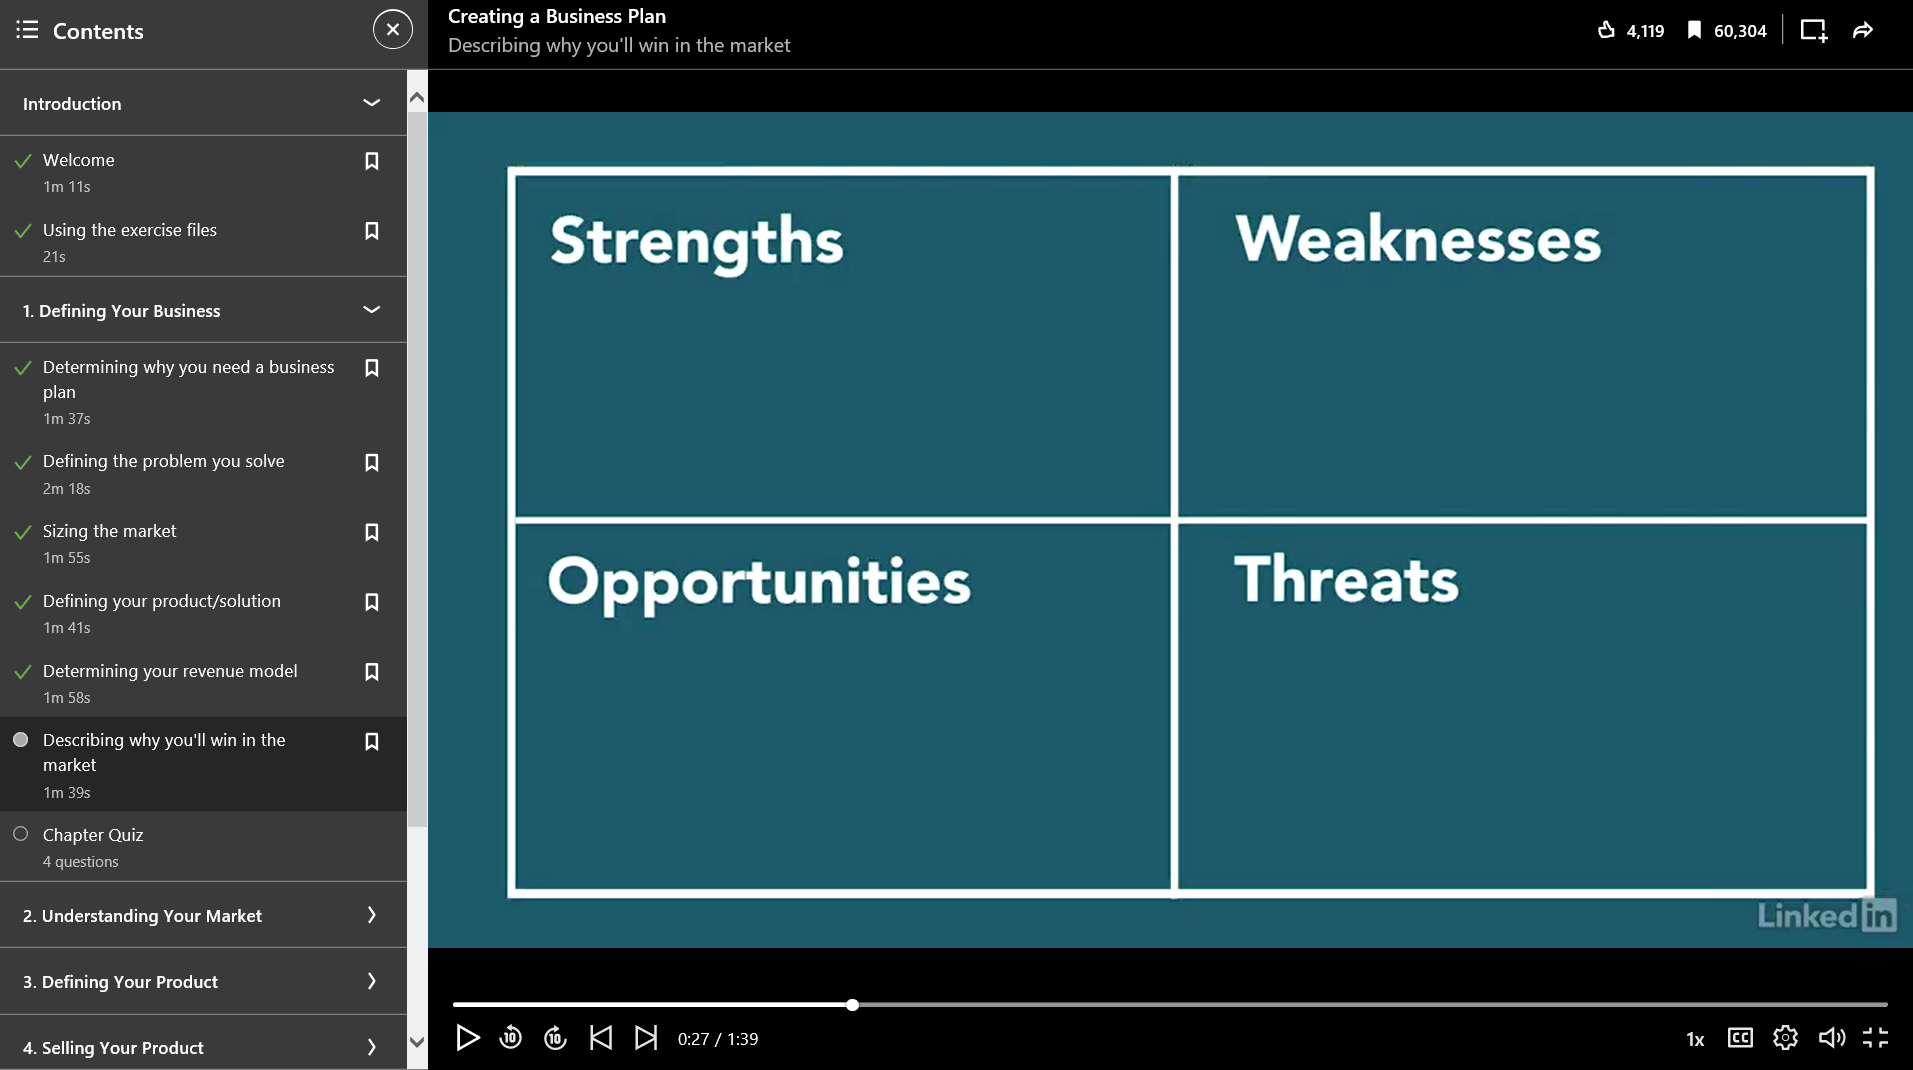 Contents
Introduction
Welcome
1m 11s
Using the exercise files
21s
1. Defining Your Business
Determining why you need a business
plan
1m 37s
Defining the problem you solve
2m 18s
Sizing the market
1m 55s
Defining your product/solution
1m 41s
Determining your revenue model
1m 58s
Describing why you'll win in the
market
1m 39s
Chapter Quiz
4 questions
2. Understanding Your Market
3. Defining Your Product
4. Selling Your Product
Creating a Business Plan
Describing why you'll win in the market
4,119
60,304
Strengths
Weaknesses
Opportunities
Threats
Linked in
10
10
0:27 / 1:39
1x
CC